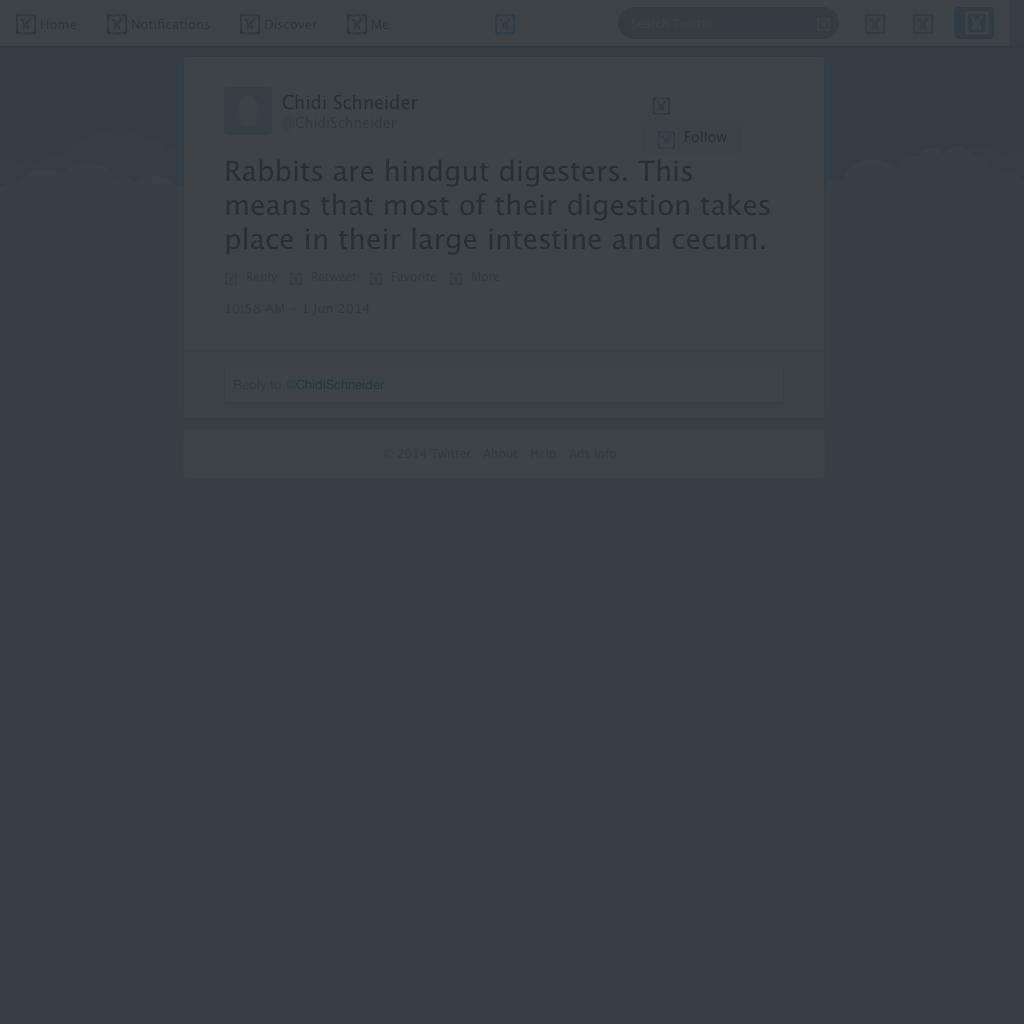 Home Notifications Discover Me Search Twitter
Chidi Schneider
@ChidiSchneider
Follow
Rabbits are hindgut digesters. This
means that most of their digestion takes
place in their large intestine and cecum.
Reply Retweet Favorite More
10:58 AM - 1 Jun 2014
Reply to @ChidiSchneider
© 2014 Twitter About Help Ads info